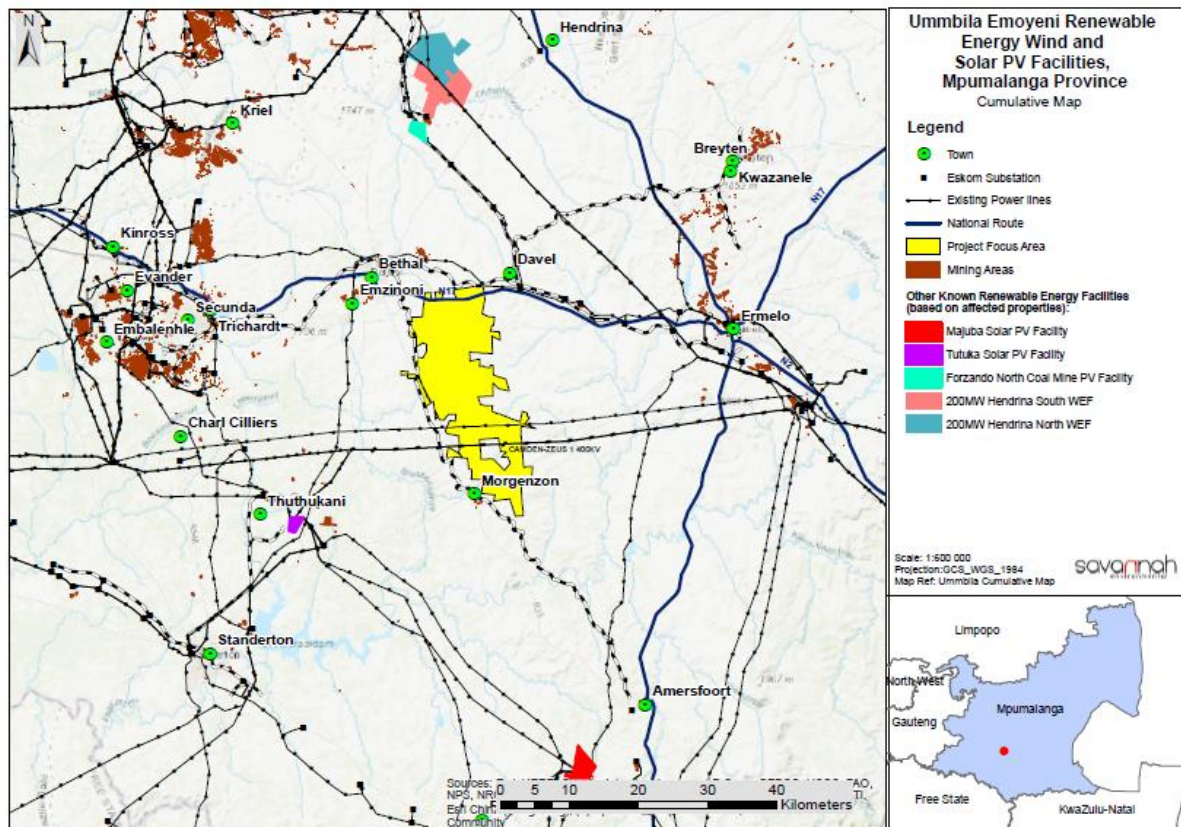 N
Hendrina
Kriel
Breyten
Kwazanele
N17
Kinross
Evander
Secunda
Trichardt
Embalenhle
Bethal
Emzinoni
N17
Davel
Ermelo
N2
Charl Cilliers
CAMDEN-ZEUS 1 400KV
Morgenzon
Thuthukani
Standerton
Amersfoort
Sources:
NPS,
Esri
Community
0 5 10 20 30 40
Kilometers
Ummbila Emoyeni Renewable
Energy Wind and
Solar PV Facilities,
Mpumalanga Province
Cumulative Map
Legend
Town
Eskom Substation
Existing Power lines
National Route
Project Focus Area
Mining Areas
Other Known Renewable Energy Facilities
(based on affected properties):
Majuba Solar PV Facility
Tutuka Solar PV Facility
Forzando North Coal Mine PV Facility
200MW Hendrina South WEF
200MW Hendrina North WEF
Scale: 1:600 000
Projection:GCS_WGS_1984
Map Ref: Ummbila Cumulative Map
savannah
Limpopo
North West
Mpumalanga
Gauteng
Free State
KwaZulu-Natal